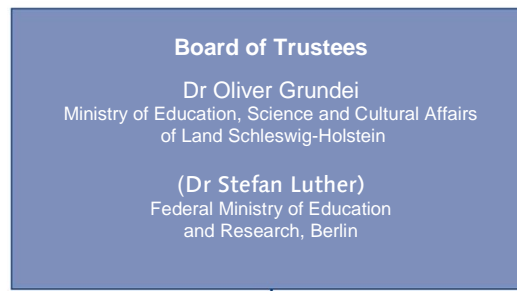 Board of Trustees
Dr Oliver Grundei
Ministry of Education, Science and Cultural Affairs
of Land Schleswig-Holstein
(Dr Stefan Luther)
Federal Ministry of Education
and Research, Berlin